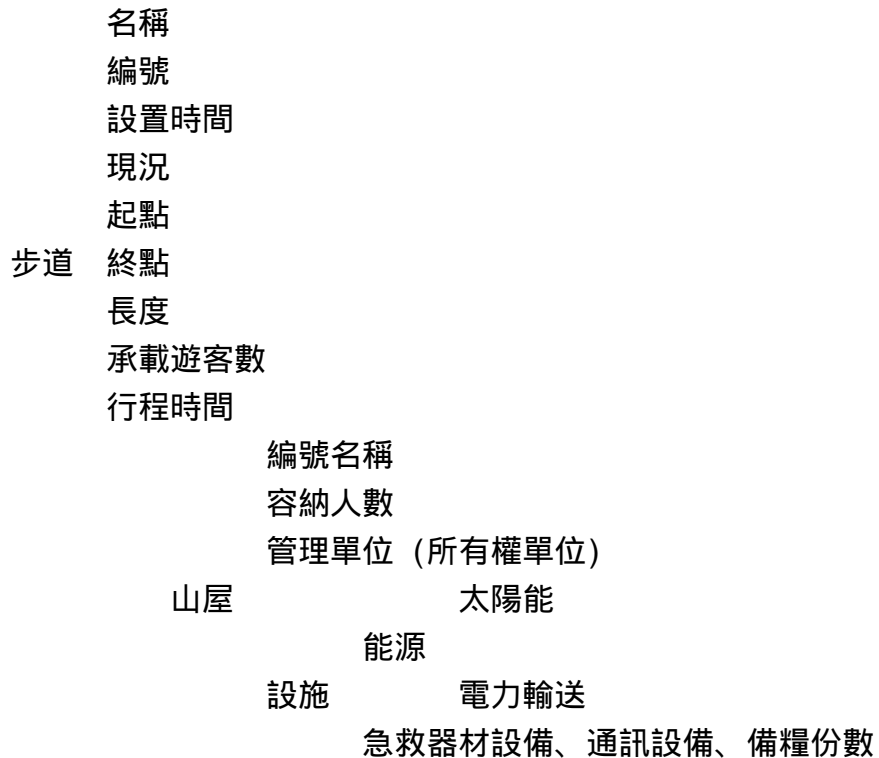 名稱
編號
設置時間
現況
起點
步道 終點
長度
承載遊客數
行程時間
編號名稱
容納人數
管理單位 (所有權單位)
山屋 太陽能
能源
設施 電力輸送
急救器材設備、通訊設備、備糧份數